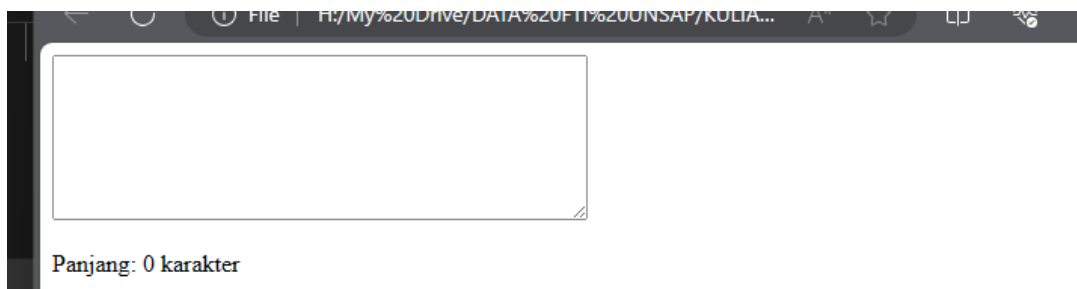 File H:/My%20Drive/DATA%20FTI%20UNSAP/KULIA...
Panjang: 0 karakter